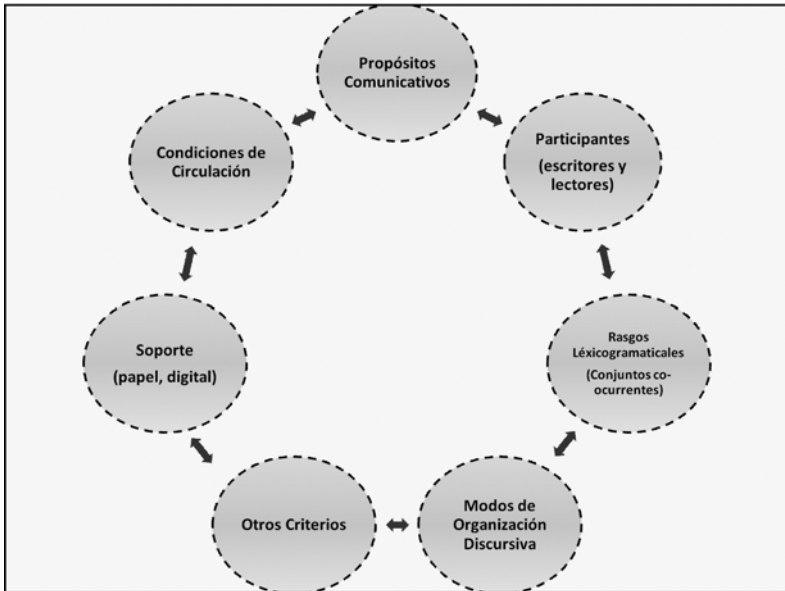 Propósitos
Comunicativos
Participantes
(escritores y
lectores)
Rasgos
Léxicogramaticales
(Conjuntos co-
ocurrentes)
Modos de
Organización
Discursiva
Otros Criterios
Soporte
(papel, digital)
Condiciones de
Circulación